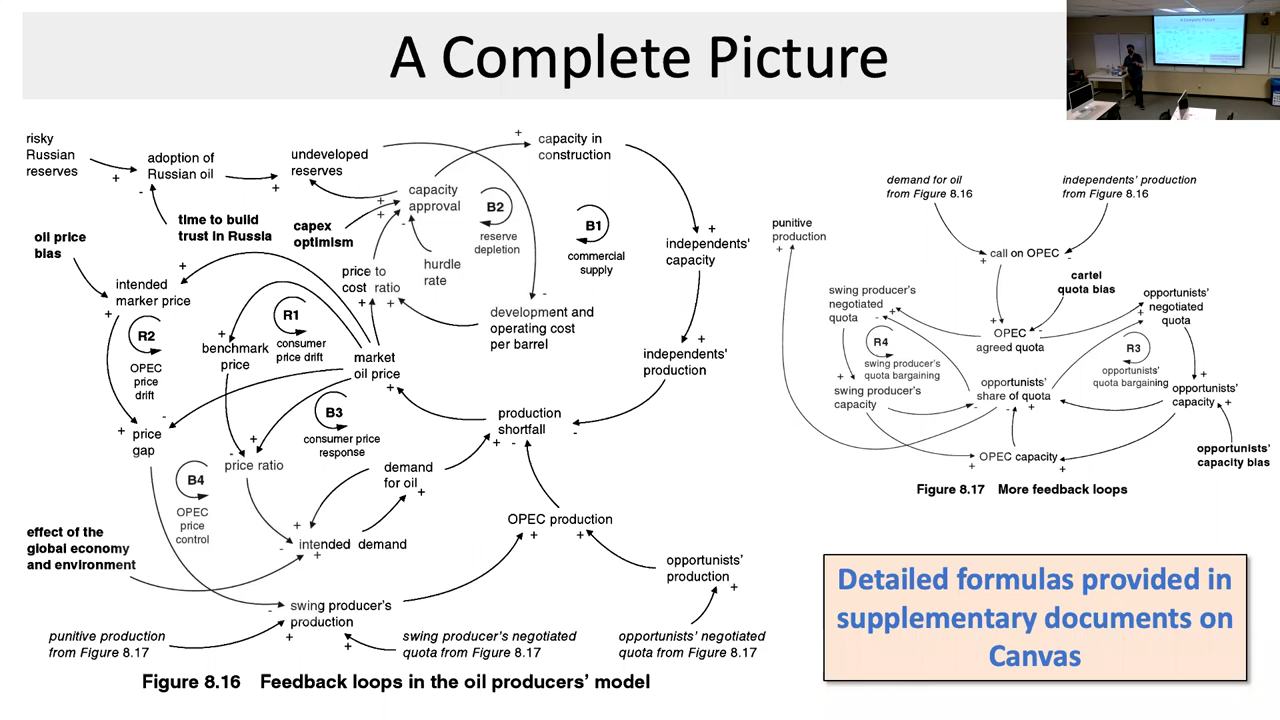 A Complete Picture
risky
Russian
reserves
adoption of
Russian oil
undeveloped
reserves
capacity in
construction
+
+
-
+
capacity
approval
+
+
-
B2
reserve
depletion
B1
commercial
supply
time to build
trust in Russia
capex
optimism
oil price
bias
hurdle
rate
independents'
capacity
+
price to
cost ratio
+
+
+
intended
marker price
+
development and
operating cost
per barrel
-
R1
consumer
price drift
R2
OPEC
price
drift
+
benchmark
price
market
oil price
+
+
independents'
production
B3
consumer price
response
production
shortfall
+
-
-
-
+
price
gap
-
+
price ratio
demand
for oil
+
B4
OPEC
price
control
effect of the
global economy
and environment
+
-
+
intended demand
OPEC production
+
+
opportunists'
production
+
-
swing producer's
production
+
+
punitive production
from Figure 8.17
swing producer's negotiated
quota from Figure 8.17
opportunists' negotiated
quota from Figure 8.17
Figure 8.16 Feedback loops in the oil producers' model
demand for oil
from Figure 8.16
independents' production
from Figure 8.16
punitive
production
+
call on OPEC
+
-
cartel
quota bias
swing producer's
negotiated
quota
-
+
opportunists'
negotiated
quota
+
+
+
-
OPEC
agreed quota
R4
swing producer's
quota bargaining
R3
opportunists'
quota bargaining
+
swing producer's
capacity
opportunists'
share of quota
-
-
+
+
opportunists'
capacity
+
OPEC capacity
+
+
opportunists'
capacity bias
Figure 8.17 More feedback loops
Detailed formulas provided in
supplementary documents on
Canvas